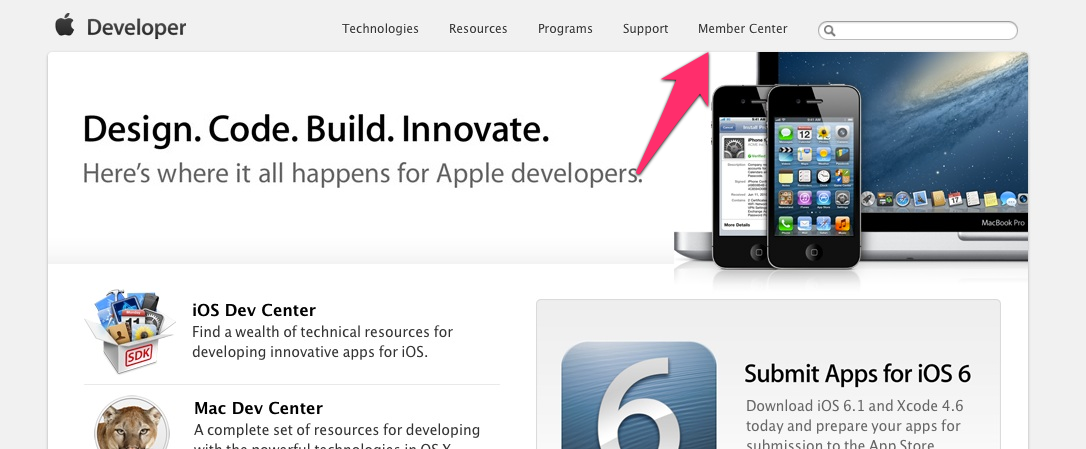 Developer
Technologies
Resources
Programs
Support
Member Center
Design. Code. Build. Innovate.
Here's where it all happens for Apple developers.
MacBook Pro
More Details
iOS Dev Center
Find a wealth of technical resources for
developing innovative apps for iOS.
SDK
Mac Dev Center
A complete set of resources for developing
with the powerful technologies in OS X.
6
Submit Apps for iOS 6
Download iOS 6.1 and Xcode 4.6
today and prepare your apps for
submission to the App Store.